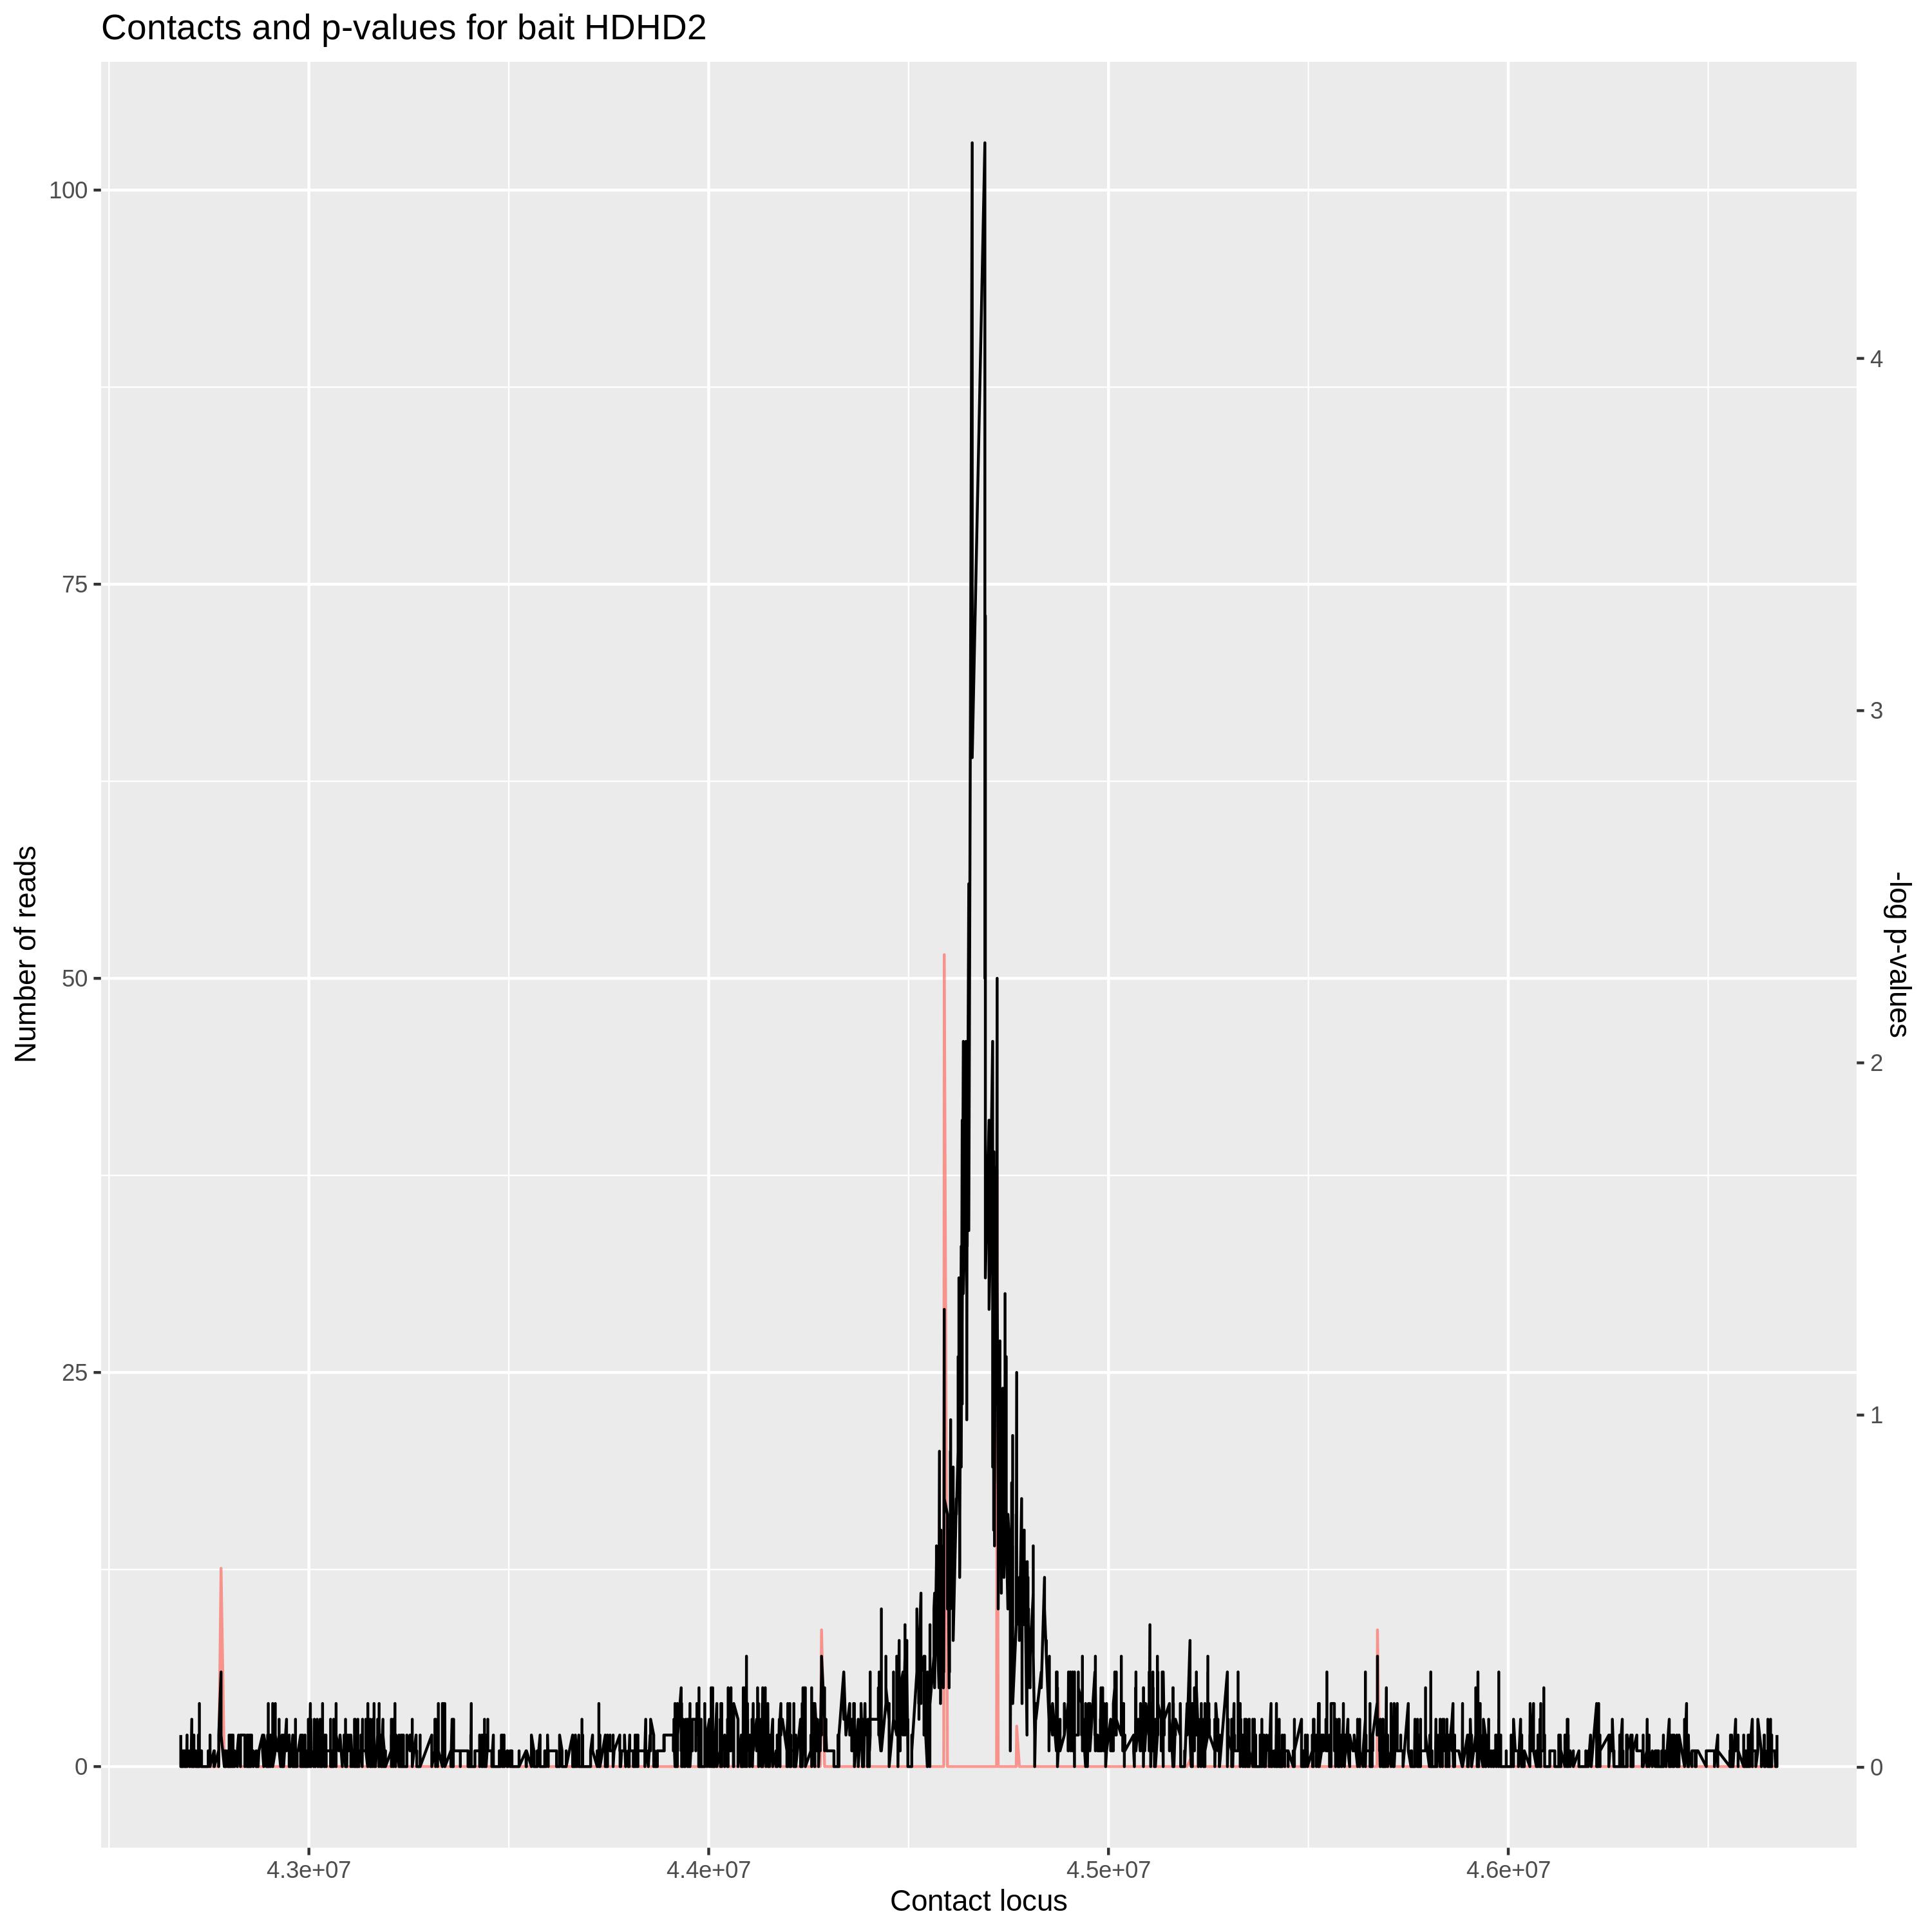 Contacts and p-values for bait HDHD2
Number of reads
100
75
50
25
0
4
3
2
1
0
-log p-values
4.3e+07 4.4e+07 4.5e+07 4.6e+07
Contact locus